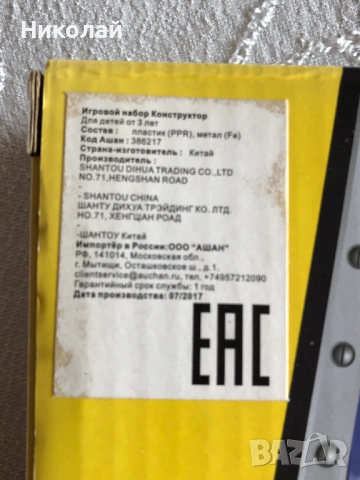 Николай
Игровой набор Конструктор
Для детей от 3 лет
Состав : пластик (PPR), метал (Fe)
Код Ашан : 386217
Страна-изготовитель : Китай
Производитель :
SHANTOU DIHUA TRADING CO.,LTD
NO.71,HENGSHAN ROAD
-
- SHANTOU CHINA
ШАНТУ ДИХУА ТРЭЙДИНГ КО. ЛТД.
НО.71, ХЕНГЩАН РОАД
-
-ШАНТОУ Китай
Импортёр в России:ООО "АШАН"
РФ, 141014, Московская обл.,
г. Мытищи, Осташковское ш., д.1.
clientservice@auchan.ru, т.+74957212090
Гарантийный срок службы: 1 год
Дата производства: 07/2017
EAC
BAZAR
bg